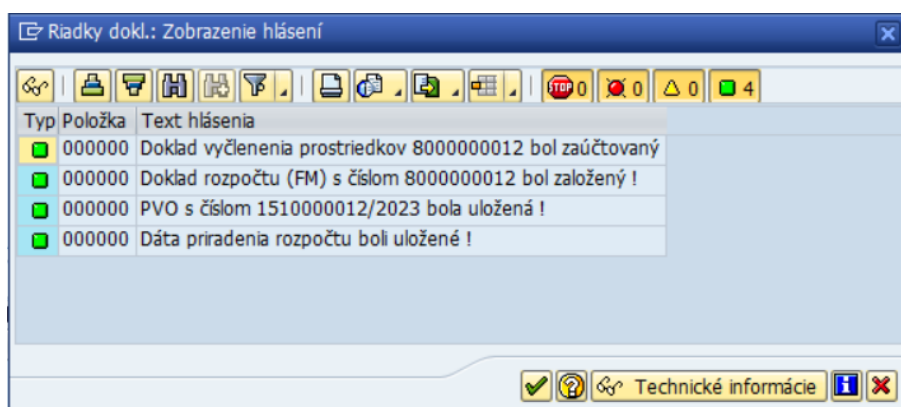 Riadky dokl.: Zobrazenie hlásení
STOP 0 0 0 4
Typ Položka Text hlásenia
000000 Doklad vyčlenenia prostriedkov 8000000012 bol zaúčtovaný
000000 Doklad rozpočtu (FM) s číslom 8000000012 bol založený !
000000 PVO s číslom 1510000012/2023 bola uložená !
000000 Dáta priradenia rozpočtu boli uložené !
Technické informácie